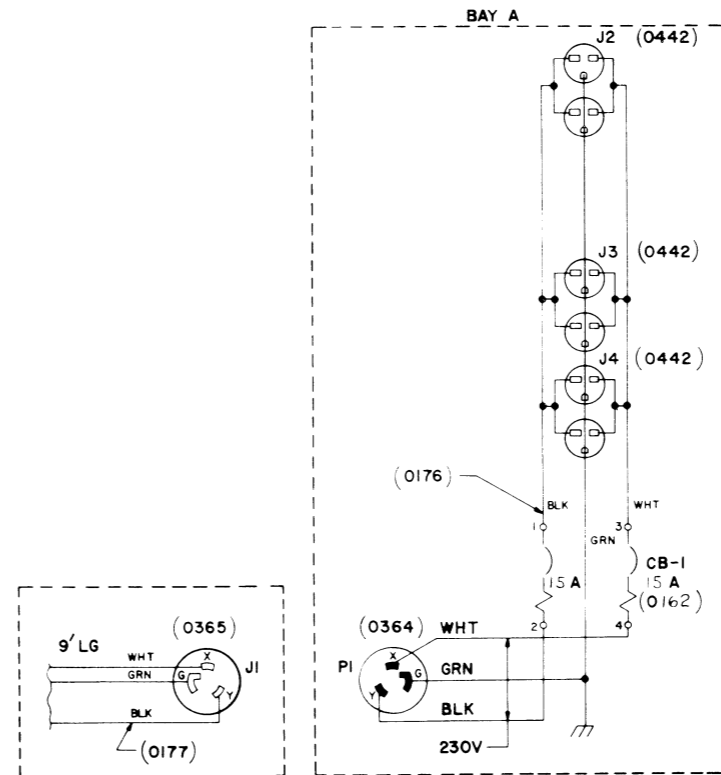 BAY A
J2 (0442)
J3 (0442)
J4 (0442)
(0176)
BLK
WHT
1
3
GRN
CB-1
15 A
15 A
(0162)
2
4
(0365)
9' LG
WHT
X
J1
GRN
G
Y
BLK
(0177)
(0364)
WHT
X
P1
G
GRN
Y
BLK
230V